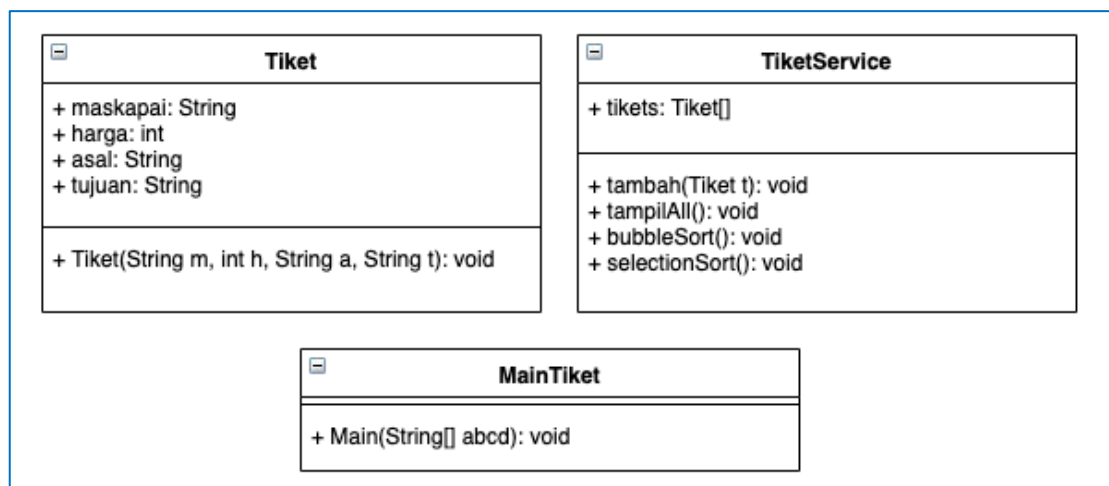 Tiket
+ maskapai: String
+ harga: int
+ asal: String
+ tujuan: String
+ Tiket(String m, int h, String a, String t): void
TiketService
+ tikets: Tiket[]
+ tambah(Tiket t): void
+ tampilAll(): void
+ bubbleSort(): void
+ selectionSort(): void
MainTiket
+ Main(String[] abcd): void